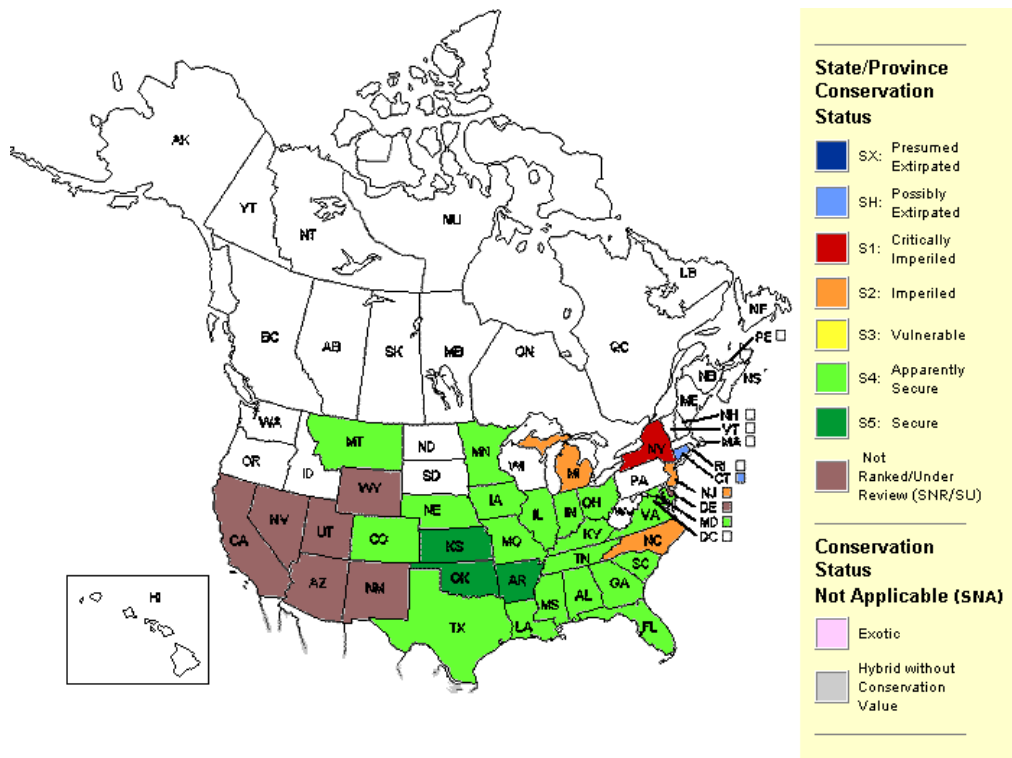 AK
YT
NT
NU
BC
AB
SK
MB
ON
QC
LB
NF
PE
NB
NS
ME
NH
VT
MA
RI
CT
NJ
DE
MD
DC
WA
OR
ID
MT
ND
SD
MN
WI
MI
NY
PA
WV
VA
WY
NE
IA
IL
IN
OH
KY
NV
CA
UT
CO
KS
MO
TN
NC
SC
AZ
NM
OK
AR
TX
LA
MS
AL
GA
FL
HI
State/Province
Conservation
Status
SX: Presumed
Extirpated
SH: Possibly
Extirpated
S1: Critically
Imperiled
S2: Imperiled
S3: Vulnerable
S4: Apparently
Secure
S5: Secure
Not
Ranked/Under
Review (SNR/SU)
Conservation
Status
Not Applicable (SNA)
Exotic
Hybrid without
Conservation
Value